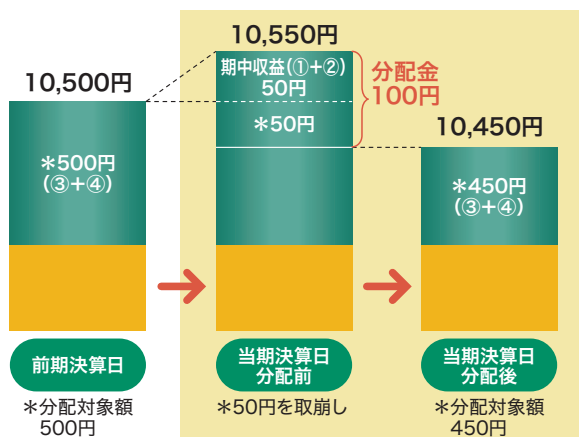 10,500円
＊500円
（③＋④）
前期決算日
＊分配対象額
500円
10,550円
期中収益（①＋②）
50円
＊50円
分配金
100円
当期決算日
分配前
＊50円を取崩し
10,450円
＊450円
（③＋④）
当期決算日
分配後
＊分配対象額
450円